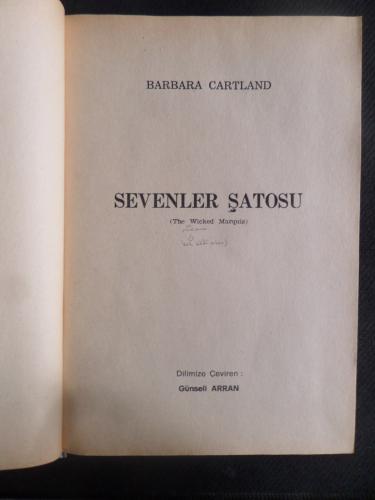 BARBARA CARTLAND
SEVENLER ŞATOSU
(The Wicked Marquis)
Dilimize Çeviren :
Günseli ARRAN